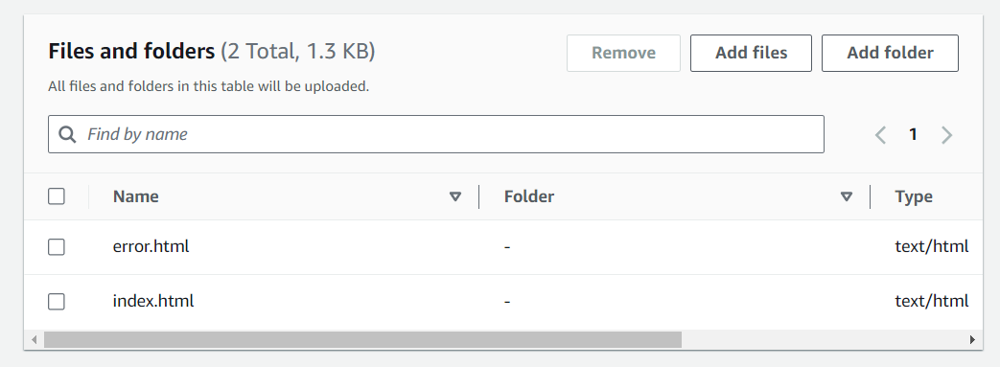 Files and folders (2 Total, 1.3 KB)
Remove
Add files
Add folder
All files and folders in this table will be uploaded.
Find by name
1
Name
Folder
Type
error.html
-
text/html
index.html
-
text/html